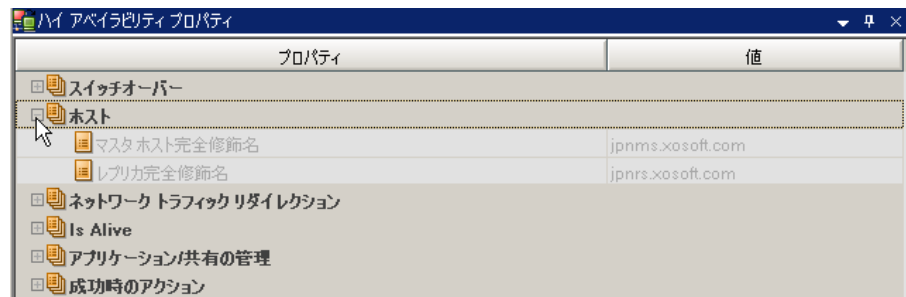 ハイ アベイラビリティ プロパティ
プロパティ 値
スイッチオーバー
ホスト
マスタ ホスト完全修飾名 jpnms.xosoft.com
レプリカ完全修飾名 jpnrs.xosoft.com
ネットワーク トラフィック リダイレクション
Is Alive
アプリケーション/共有の管理
成功時のアクション